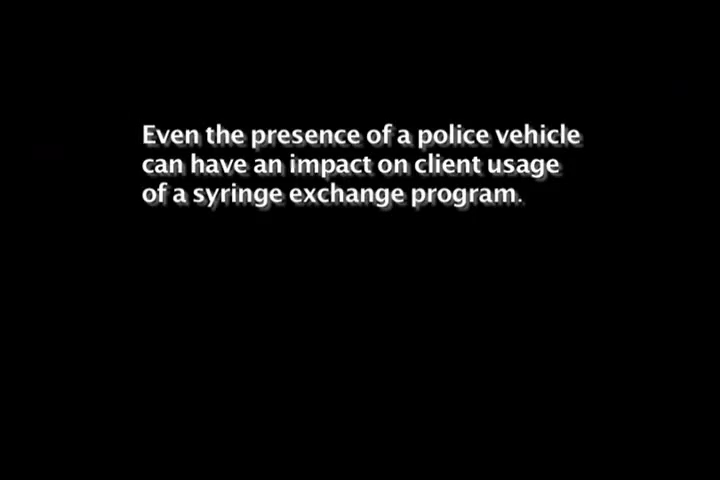 Even the presence of a police vehicle
can have an impact on client usage
of a syringe exchange program.